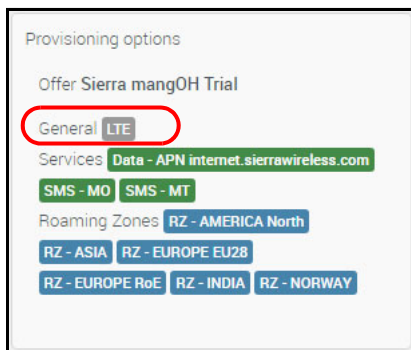 Provisioning options
Offer Sierra mangOH Trial
General LTE
Services Data - APN internet.sierrawireless.com
SMS - MO SMS - MT
Roaming Zones RZ - AMERICA North
RZ - ASIA RZ - EUROPE EU28
RZ - EUROPE RoE RZ - INDIA RZ - NORWAY